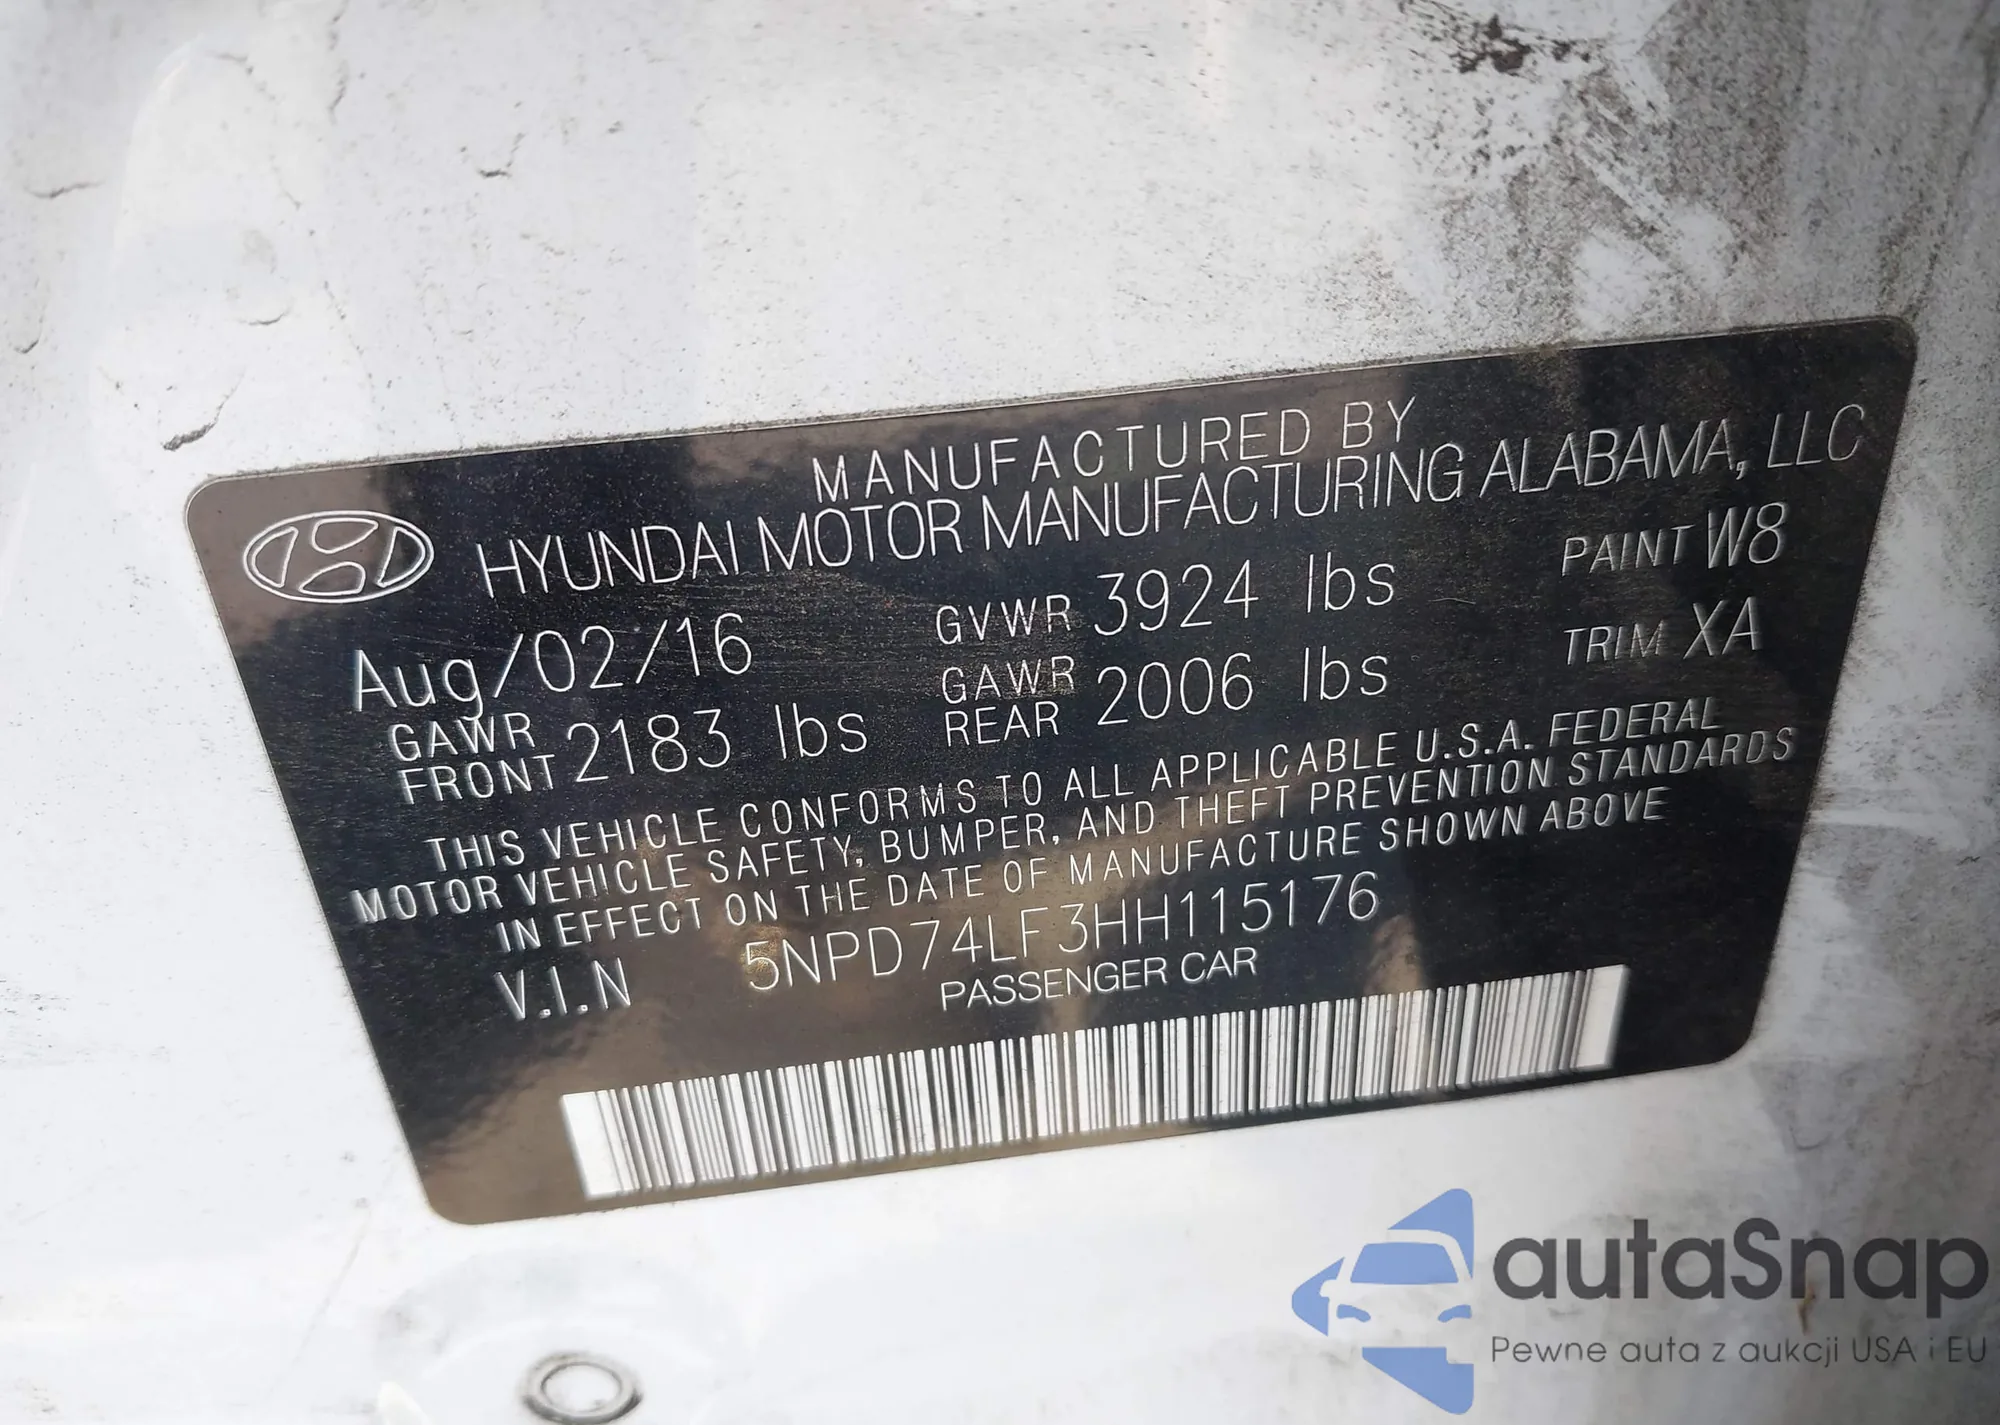 MANUFACTURED BY
HYUNDAI MOTOR MANUFACTURING ALABAMA, LLC
Aug/02/16 GVWR 3924 lbs PAINT W8
GAWR FRONT 2183 lbs GAWR REAR 2006 lbs TRIM XA
THIS VEHICLE CONFORMS TO ALL APPLICABLE U.S.A. FEDERAL
MOTOR VEHICLE SAFETY, BUMPER, AND THEFT PREVENTION STANDARDS
IN EFFECT ON THE DATE OF MANUFACTURE SHOWN ABOVE
V.I.N 5NPD74LF3HH115176
PASSENGER CAR
autaSnap
Pewne auta z aukcji USA i EU